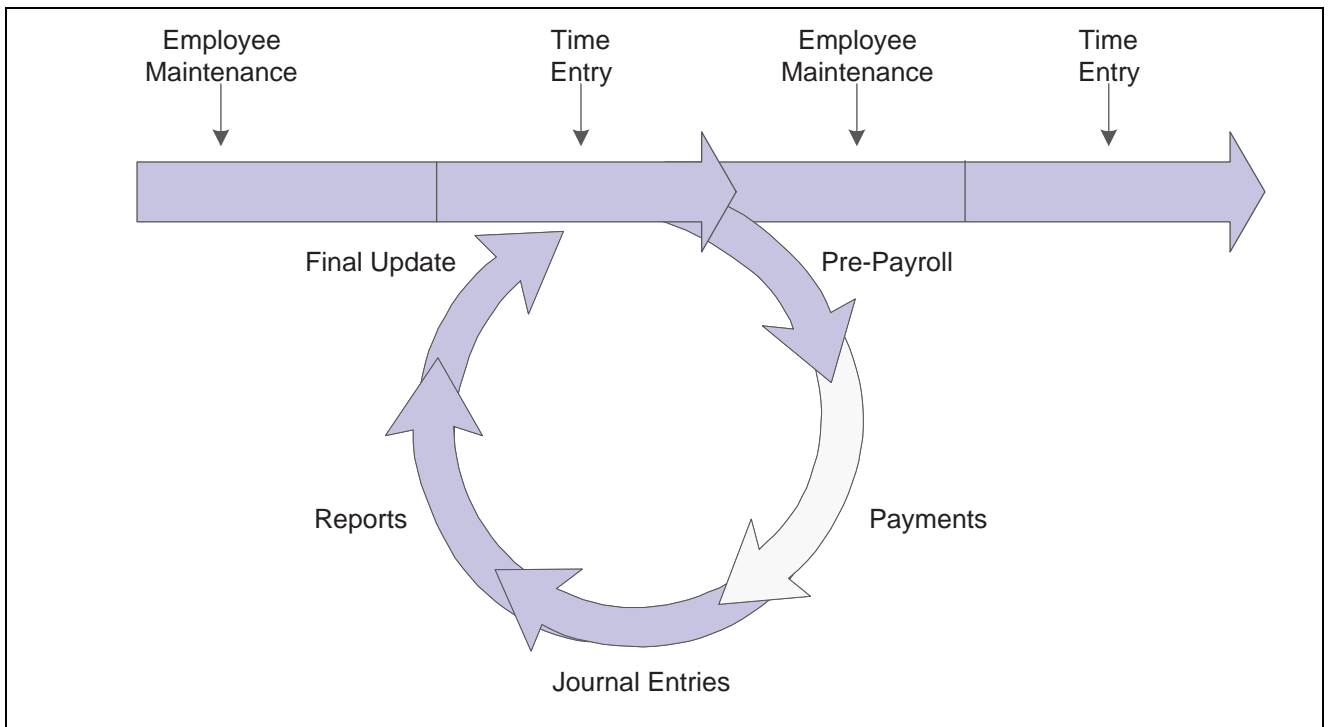 Employee
Maintenance
Time
Entry
Employee
Maintenance
Time
Entry
Final Update
Pre-Payroll
Reports
Payments
Journal Entries